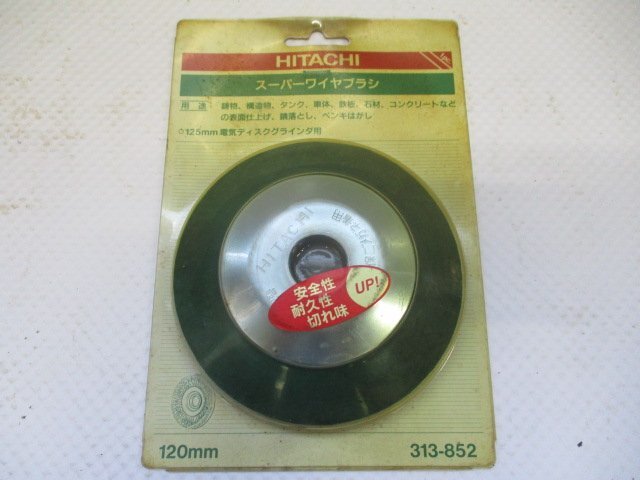 HITACHI
スーパーワイヤブラシ
用途 鋳物、構造物、タンク、車体、鉄板、石材、コンクリートなど
の表面仕上げ、錆落とし、ペンキはがし
○125mm電気ディスクグラインダ用
HITACHI
安全性
耐久性
切れ味
UP!
120mm
313-852